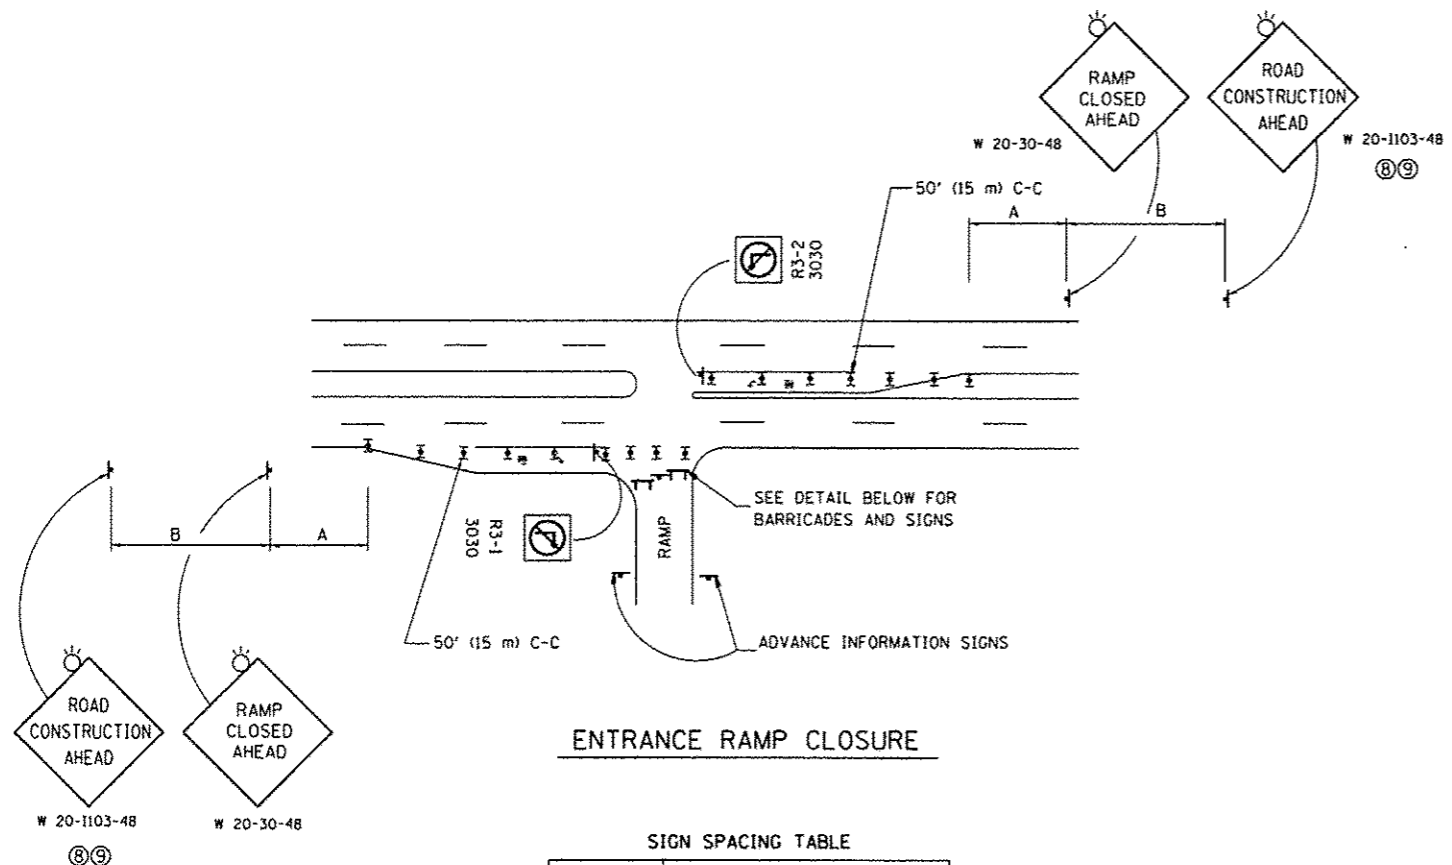 RAMP
CLOSED
AHEAD
ROAD
CONSTRUCTION
AHEAD
W 20-30-48
W 20-1103-48
⑧⑨
50' (15 m) C-C
A
B
R3-2
3030
SEE DETAIL BELOW FOR
BARRICADES AND SIGNS
RAMP
R3-1
3030
B
A
50' (15 m) C-C
ADVANCE INFORMATION SIGNS
ROAD
CONSTRUCTION
AHEAD
RAMP
CLOSED
AHEAD
W 20-1103-48
W 20-30-48
⑧⑨
ENTRANCE RAMP CLOSURE
SIGN SPACING TABLE